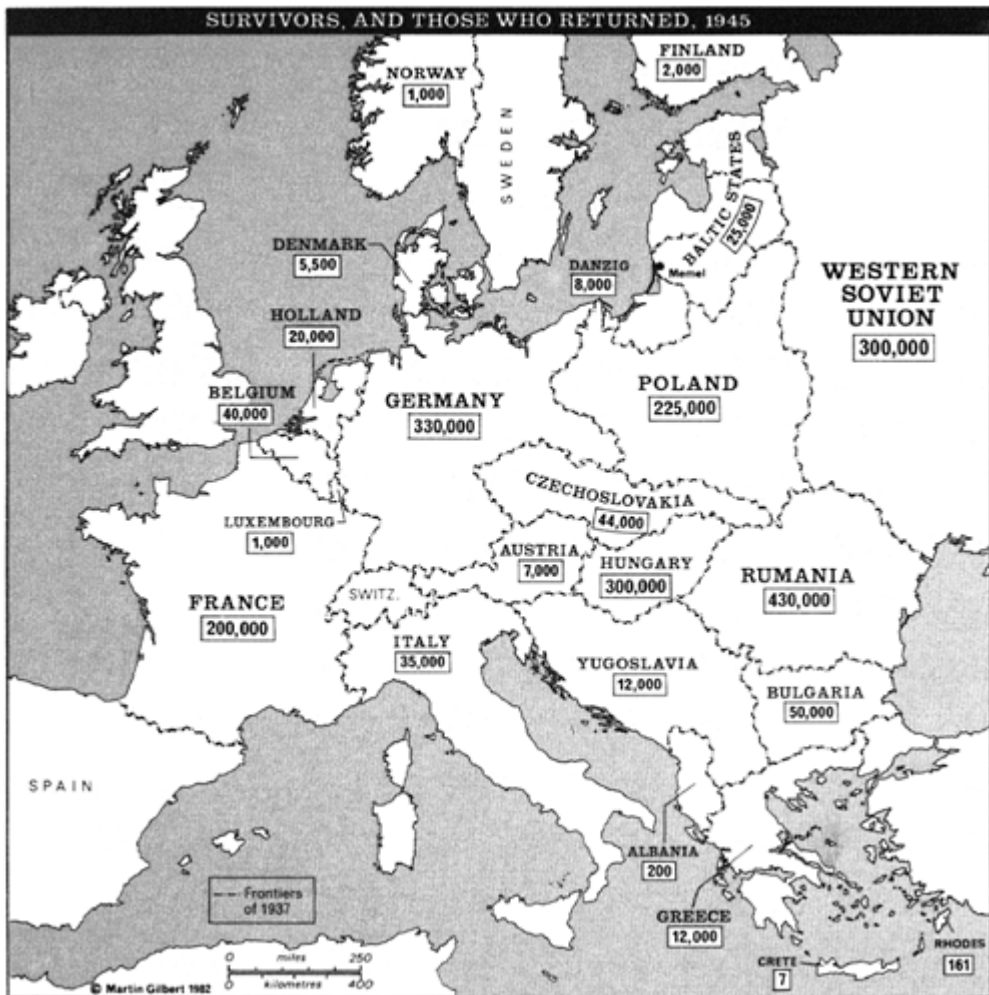 SURVIVORS, AND THOSE WHO RETURNED, 1945
FINLAND
2,000
NORWAY
1,000
SWEDEN
BALTIC STATES
25,000
DENMARK
5,500
DANZIG
8,000
Memel
WESTERN
SOVIET
UNION
300,000
HOLLAND
20,000
BELGIUM
40,000
GERMANY
330,000
POLAND
225,000
CZECHOSLOVAKIA
44,000
LUXEMBOURG
1,000
AUSTRIA
7,000
HUNGARY
300,000
RUMANIA
430,000
SWITZ.
FRANCE
200,000
ITALY
35,000
YUGOSLAVIA
12,000
BULGARIA
50,000
SPAIN
ALBANIA
200
Frontiers
of 1937
GREECE
12,000
RHODES
161
CRETE
7
0 miles 250
0 kilometres 400
© Martin Gilbert 1982